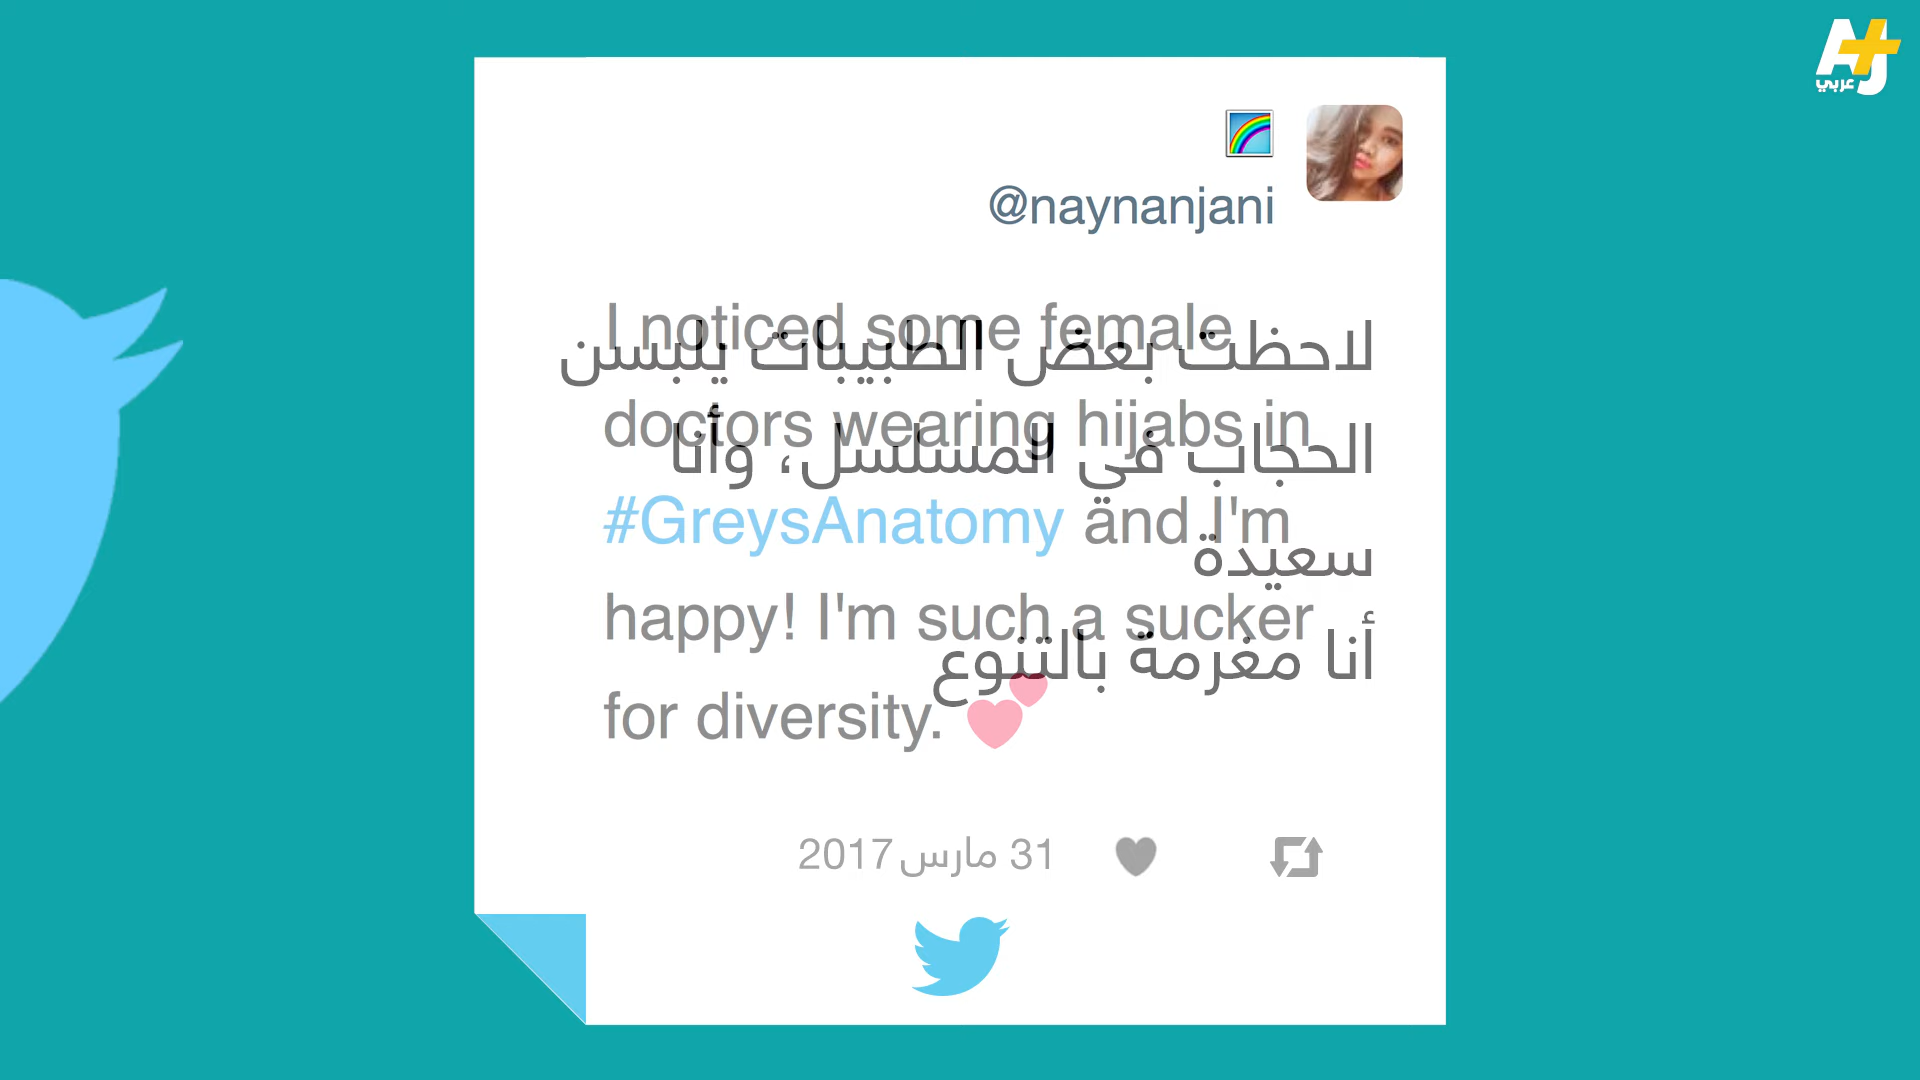 عربي
@naynanjani
I noticed some female
doctors wearing hijabs in
#GreysAnatomy and I'm
happy! I'm such a sucker
for diversity. 💕
لاحظت بعض الطبيبات يلبسن
الحجاب في المسلسل، وأنا
سعيدة
أنا مغرمة بالتنوع
31 مارس 2017